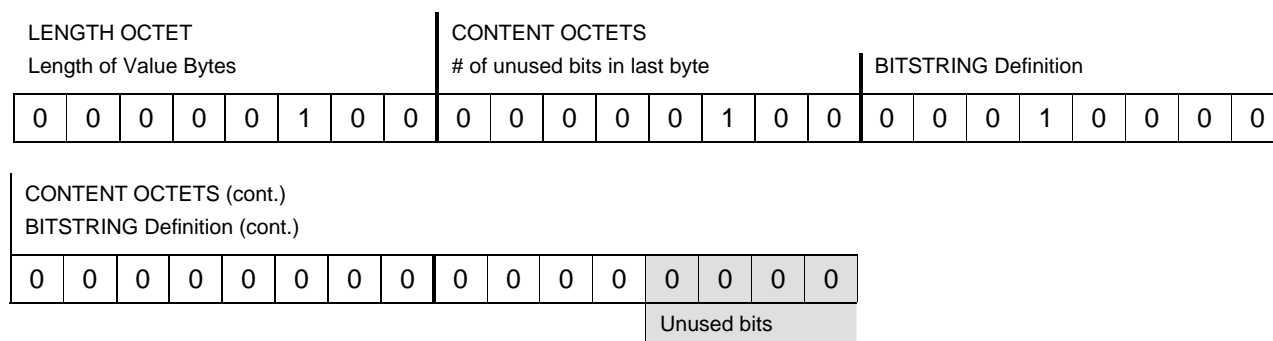 LENGTH OCTET CONTENT OCTETS
Length of Value Bytes # of unused bits in last byte BITSTRING Definition
0 0 0 0 0 1 0 0 0 0 0 0 0 1 0 0 0 0 0 1 0 0 0 0
CONTENT OCTETS (cont.)
BITSTRING Definition (cont.)
0 0 0 0 0 0 0 0 0 0 0 0 0 0 0 0
Unused bits